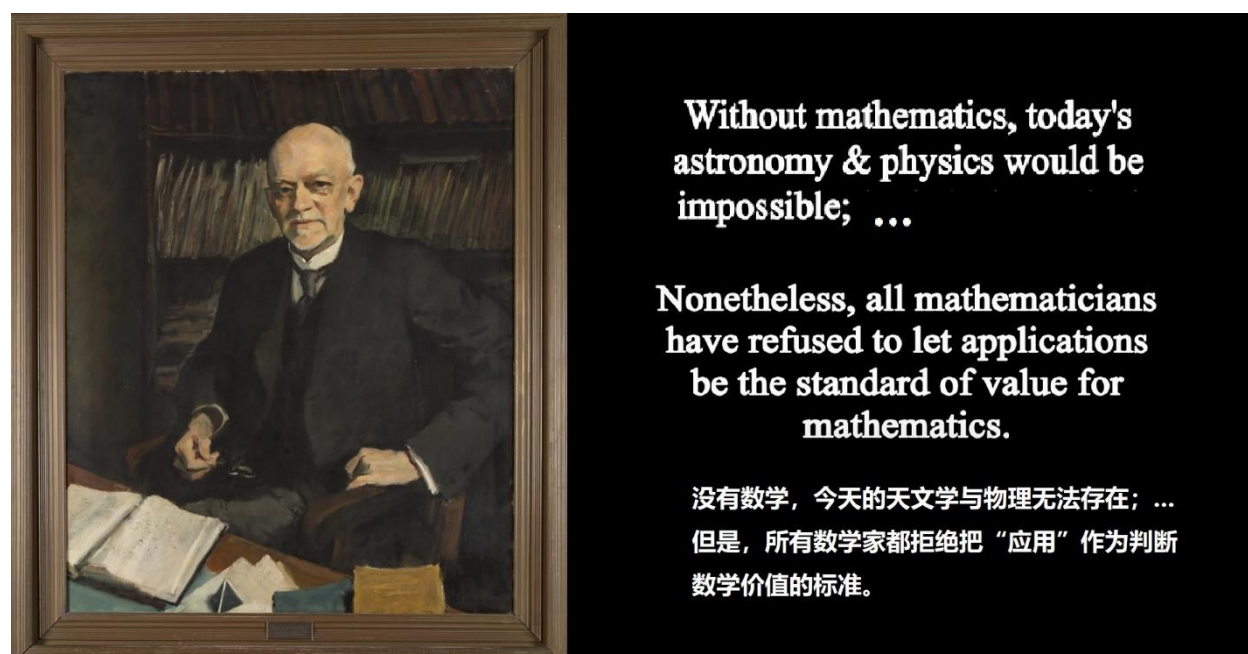 Without mathematics, today's
astronomy & physics would be
impossible; ...
Nonetheless, all mathematicians
have refused to let applications
be the standard of value for
mathematics.
没有数学，今天的天文学与物理无法存在；...
但是，所有数学家都拒绝把“应用”作为判断
数学价值的标准。